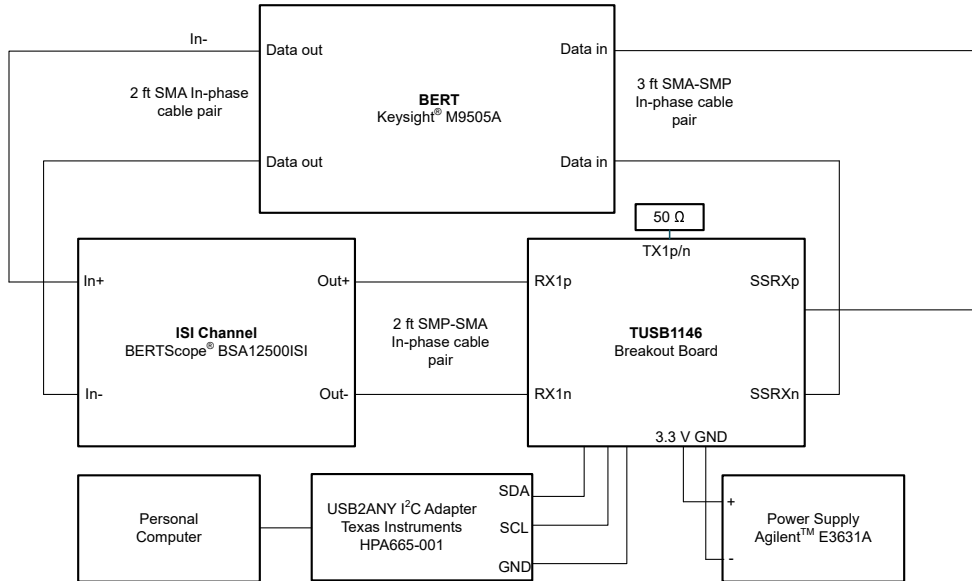 In-
Data out
Data in
2 ft SMA In-phase
cable pair
BERT
Keysight® M9505A
3 ft SMA-SMP
In-phase cable
pair
Data out
Data in
50 Ω
TX1p/n
In+
Out+
RX1p
SSRXp
ISI Channel
BERTScope® BSA12500ISI
2 ft SMP-SMA
In-phase cable
pair
TUSB1146
Breakout Board
In-
Out-
RX1n
SSRXn
3.3 V GND
Personal
Computer
USB2ANY I²C Adapter
Texas Instruments
HPA665-001
SDA
SCL
GND
+
-
Power Supply
Agilent™ E3631A